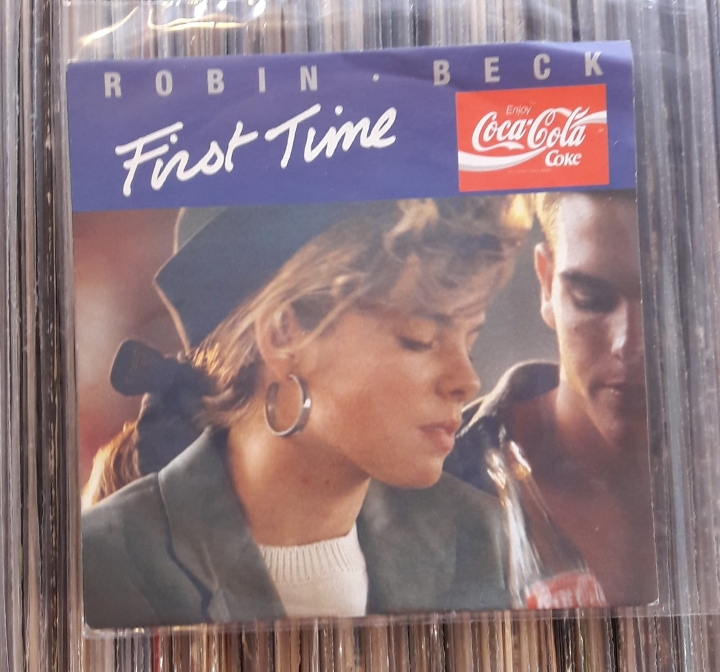 ROBIN · BECK
First Time
Enjoy
Coca-Cola
Coke